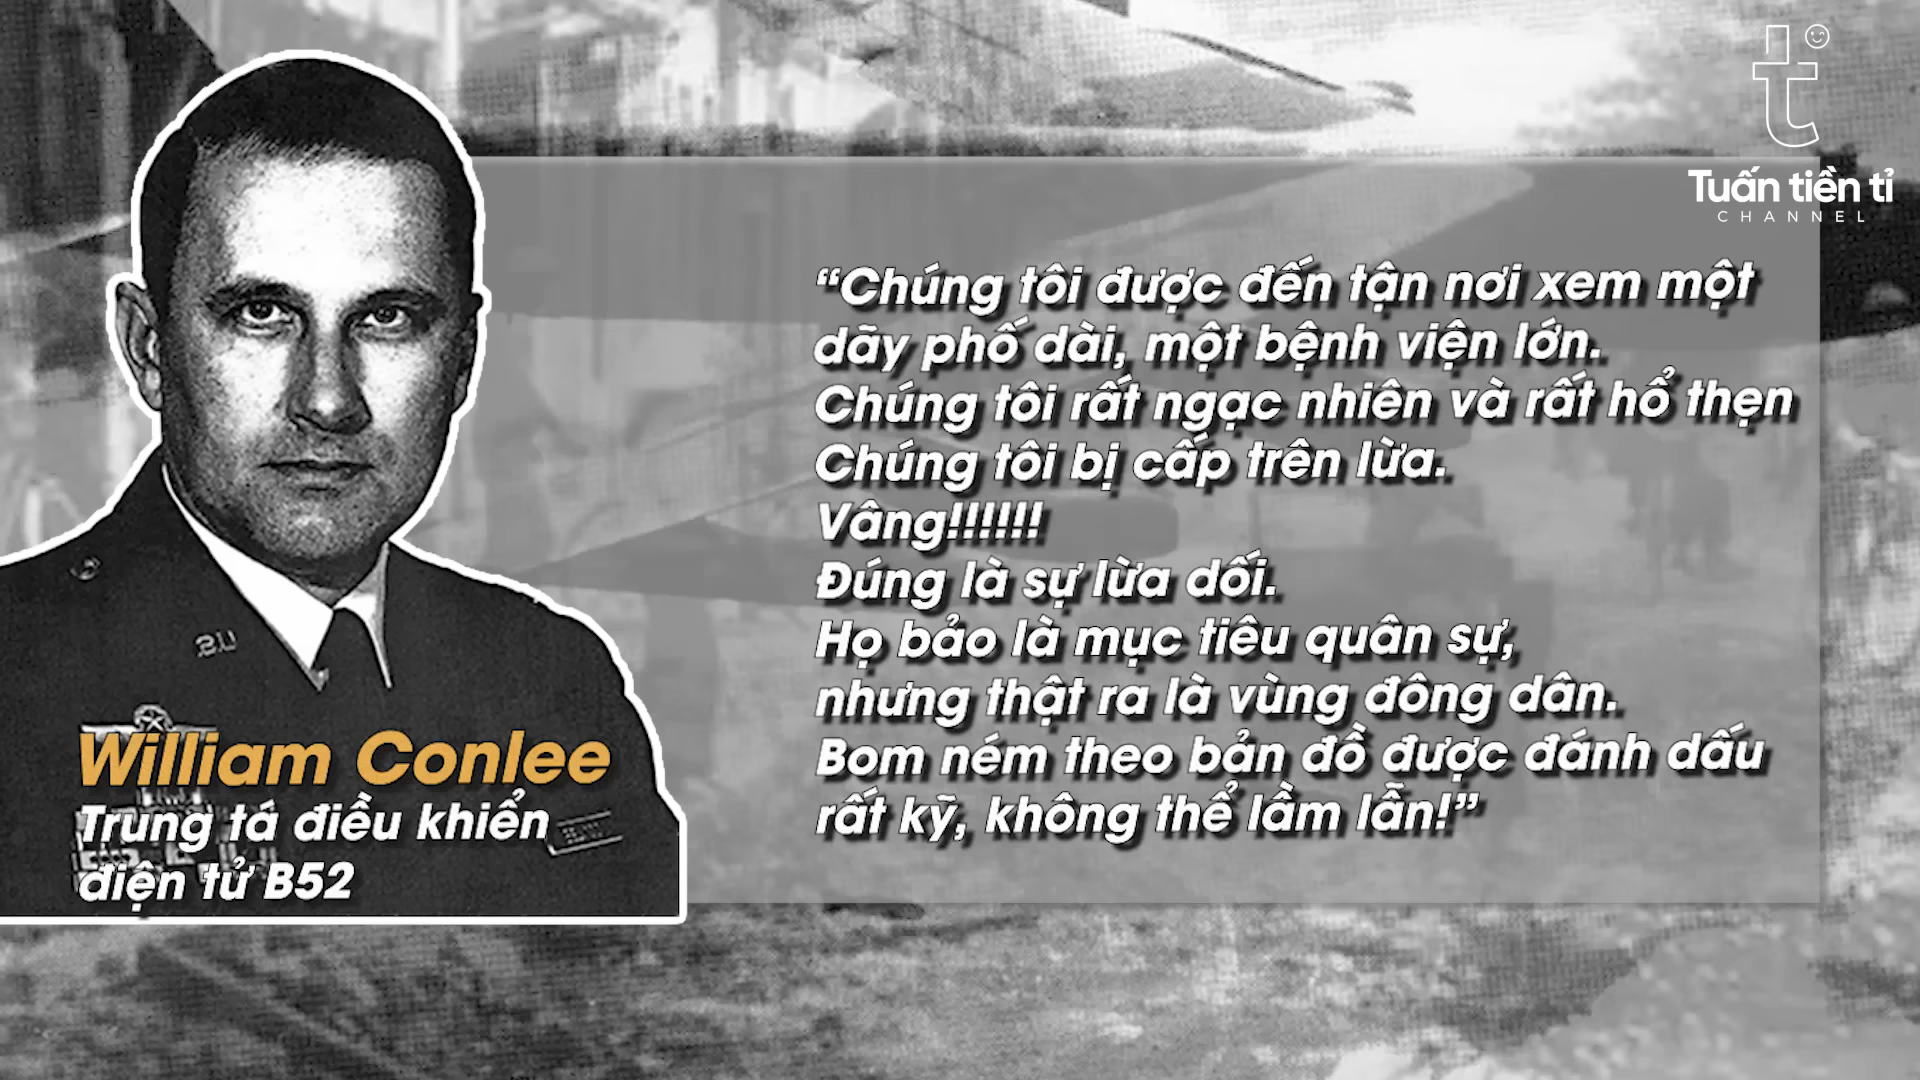 Tuấn tiền tỉ
CHANNEL
“Chúng tôi được đến tận nơi xem một
dãy phố dài, một bệnh viện lớn.
Chúng tôi rất ngạc nhiên và rất hổ thẹn
Chúng tôi bị cấp trên lừa.
Vâng!!!!!!
Đúng là sự lừa dối.
Họ bảo là mục tiêu quân sự,
nhưng thật ra là vùng đông dân.
Bom ném theo bản đồ được đánh dấu
rất kỹ, không thể lầm lẫn!”
William Conlee
Trung tá điều khiển
điện tử B52